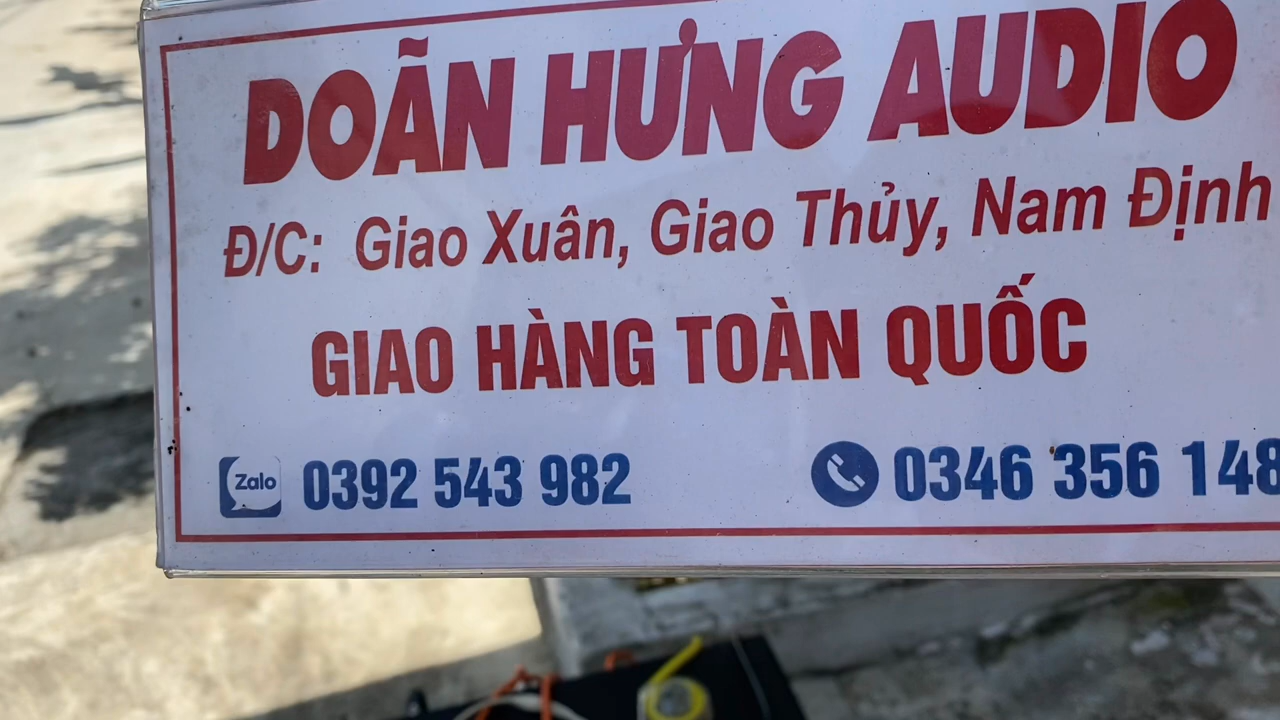 DOÃN HƯNG AUDIO
Đ/C: Giao Xuân, Giao Thủy, Nam Định
GIAO HÀNG TOÀN QUỐC
Zalo 0392 543 982 0346 356 148